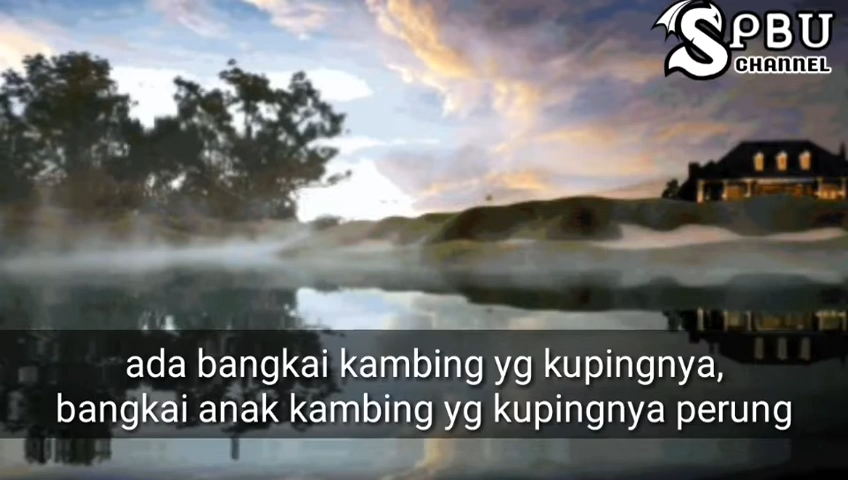 SPBU
CHANNEL
ada bangkai kambing yg kupingnya,
bangkai anak kambing yg kupingnya perung